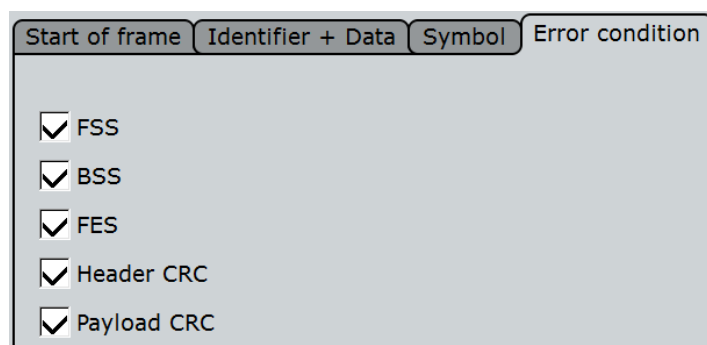 Start of frame Identifier + Data Symbol Error condition
FSS
BSS
FES
Header CRC
Payload CRC